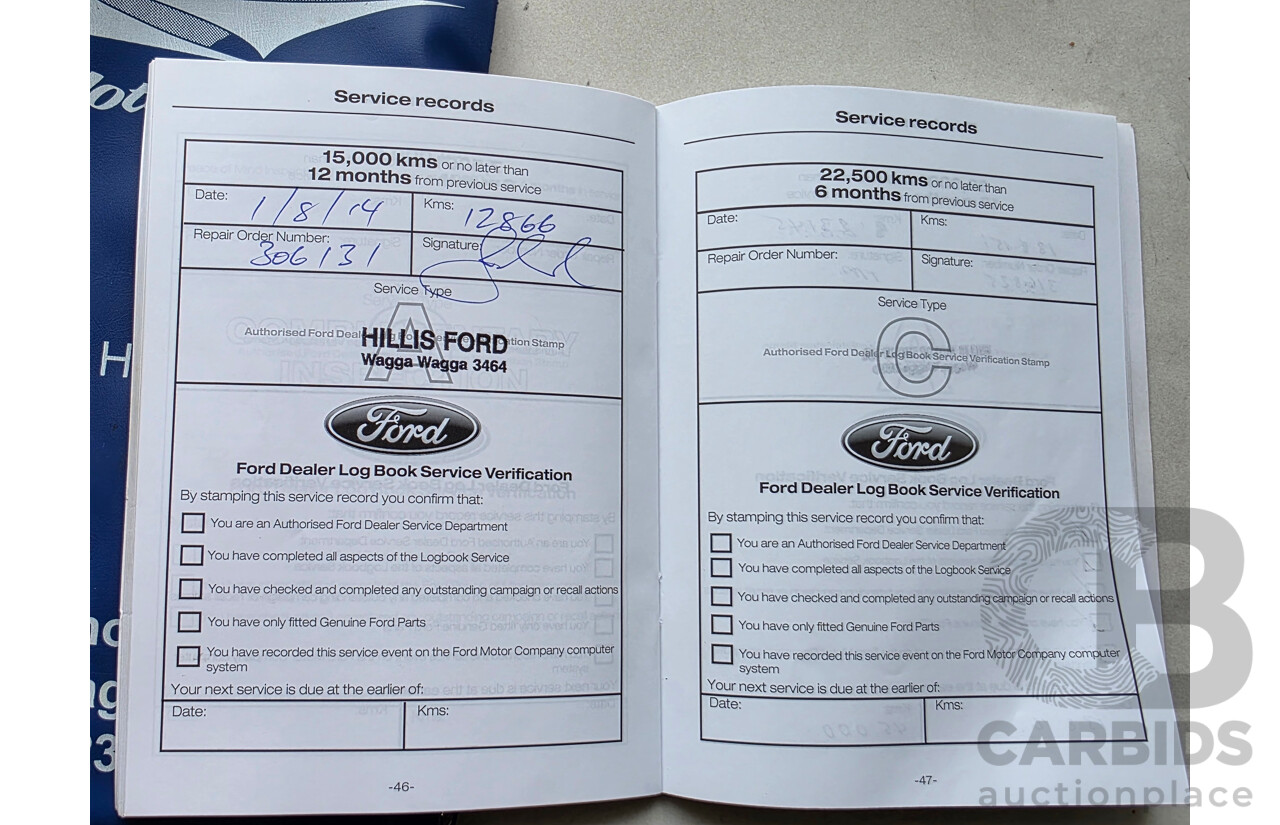 Service records
15,000 kms or no later than
12 months from previous service
Date: 1/8/14
Kms: 12866
Repair Order Number: 306131
Signature:
Service Type
A
Authorised Ford Dealer Log Book Service Verification Stamp
HILLIS FORD
Wagga Wagga 3464
Ford
Ford Dealer Log Book Service Verification
By stamping this service record you confirm that:
You are an Authorised Ford Dealer Service Department
You have completed all aspects of the Logbook Service
You have checked and completed any outstanding campaign or recall actions
You have only fitted Genuine Ford Parts
You have recorded this service event on the Ford Motor Company computer
system
Your next service is due at the earlier of:
Date:
Kms:
-46-
Service records
22,500 kms or no later than
6 months from previous service
Date:
Kms:
Repair Order Number:
Signature:
Service Type
C
Authorised Ford Dealer Log Book Service Verification Stamp
Ford
Ford Dealer Log Book Service Verification
By stamping this service record you confirm that:
You are an Authorised Ford Dealer Service Department
You have completed all aspects of the Logbook Service
You have checked and completed any outstanding campaign or recall actions
You have only fitted Genuine Ford Parts
You have recorded this service event on the Ford Motor Company computer
system
Your next service is due at the earlier of:
Date:
Kms:
-47-
CB
CARBIDS
auctionplace